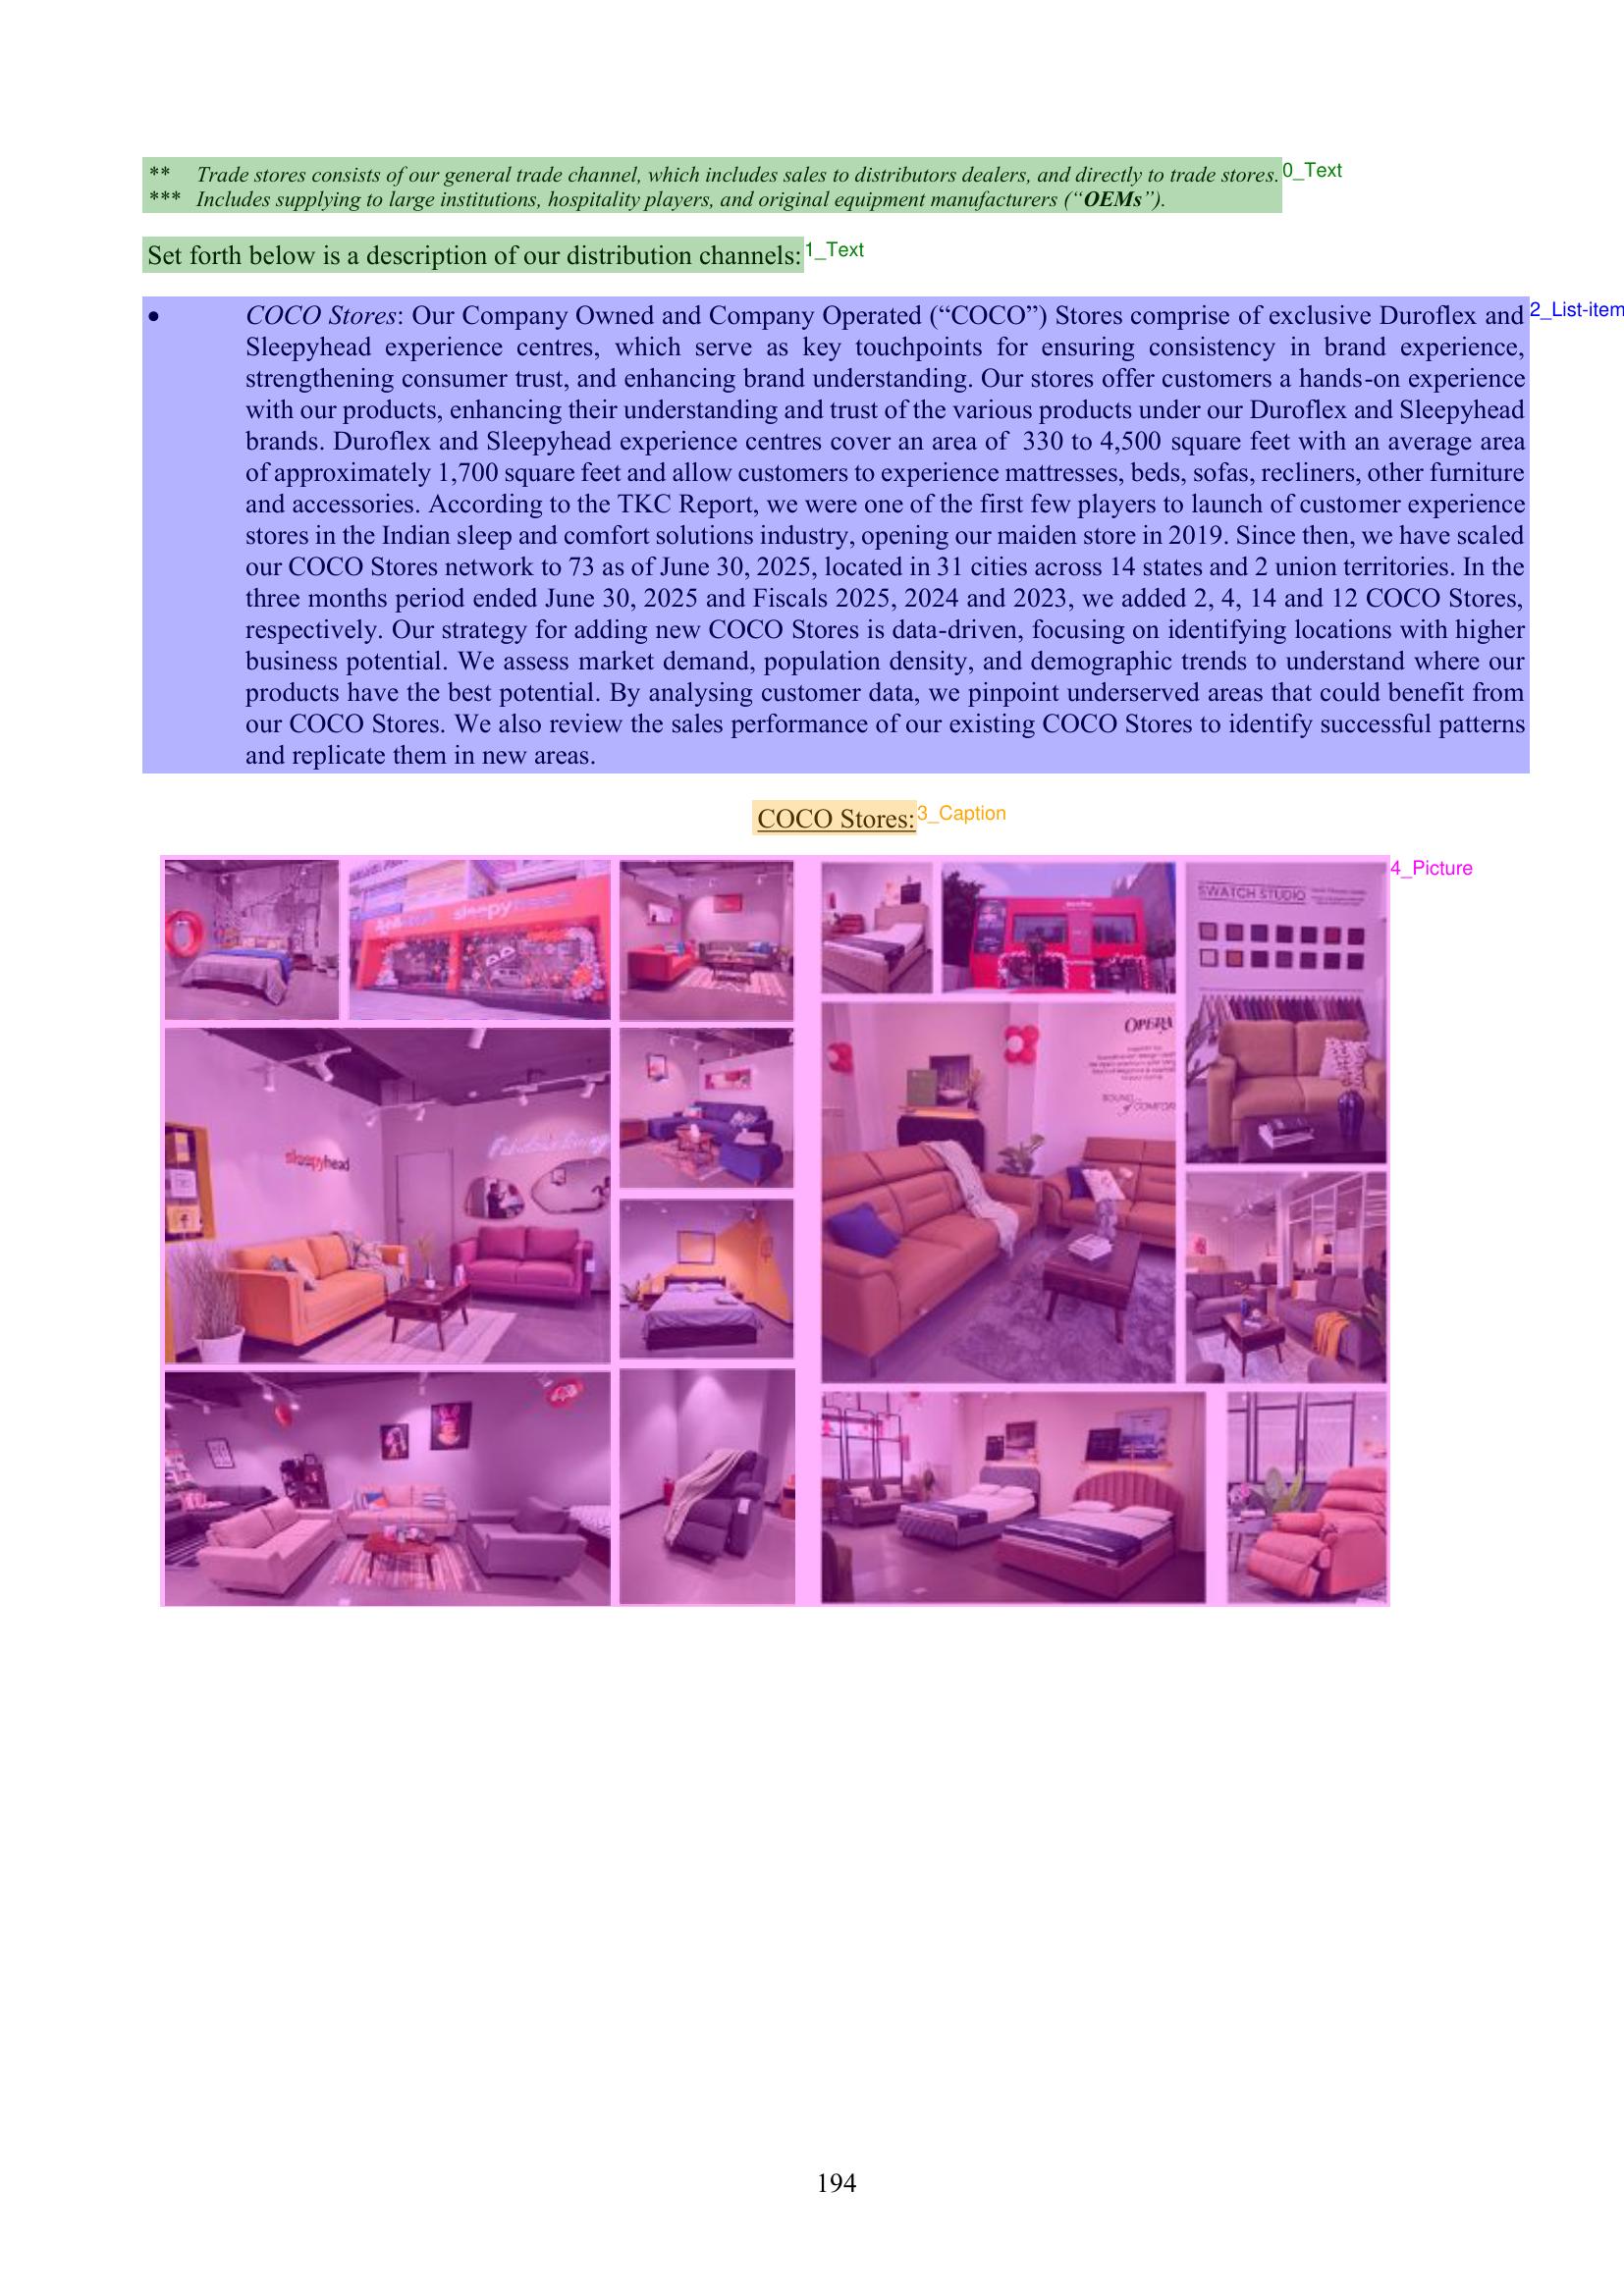 ** Trade stores consists of our general trade channel, which includes sales to distributors dealers, and directly to trade stores.
0_Text
*** Includes supplying to large institutions, hospitality players, and original equipment manufacturers (“OEMs”).
Set forth below is a description of our distribution channels:
1_Text
• COCO Stores: Our Company Owned and Company Operated (“COCO”) Stores comprise of exclusive Duroflex and
2_List-item
Sleepyhead experience centres, which serve as key touchpoints for ensuring consistency in brand experience,
strengthening consumer trust, and enhancing brand understanding. Our stores offer customers a hands-on experience
with our products, enhancing their understanding and trust of the various products under our Duroflex and Sleepyhead
brands. Duroflex and Sleepyhead experience centres cover an area of 330 to 4,500 square feet with an average area
of approximately 1,700 square feet and allow customers to experience mattresses, beds, sofas, recliners, other furniture
and accessories. According to the TKC Report, we were one of the first few players to launch of customer experience
stores in the Indian sleep and comfort solutions industry, opening our maiden store in 2019. Since then, we have scaled
our COCO Stores network to 73 as of June 30, 2025, located in 31 cities across 14 states and 2 union territories. In the
three months period ended June 30, 2025 and Fiscals 2025, 2024 and 2023, we added 2, 4, 14 and 12 COCO Stores,
respectively. Our strategy for adding new COCO Stores is data-driven, focusing on identifying locations with higher
business potential. We assess market demand, population density, and demographic trends to understand where our
products have the best potential. By analysing customer data, we pinpoint underserved areas that could benefit from
our COCO Stores. We also review the sales performance of our existing COCO Stores to identify successful patterns
and replicate them in new areas.
COCO Stores:
3_Caption
4_Picture
sleepyhead
SWATCH STUDIO
OPERA
sleepyhead
194